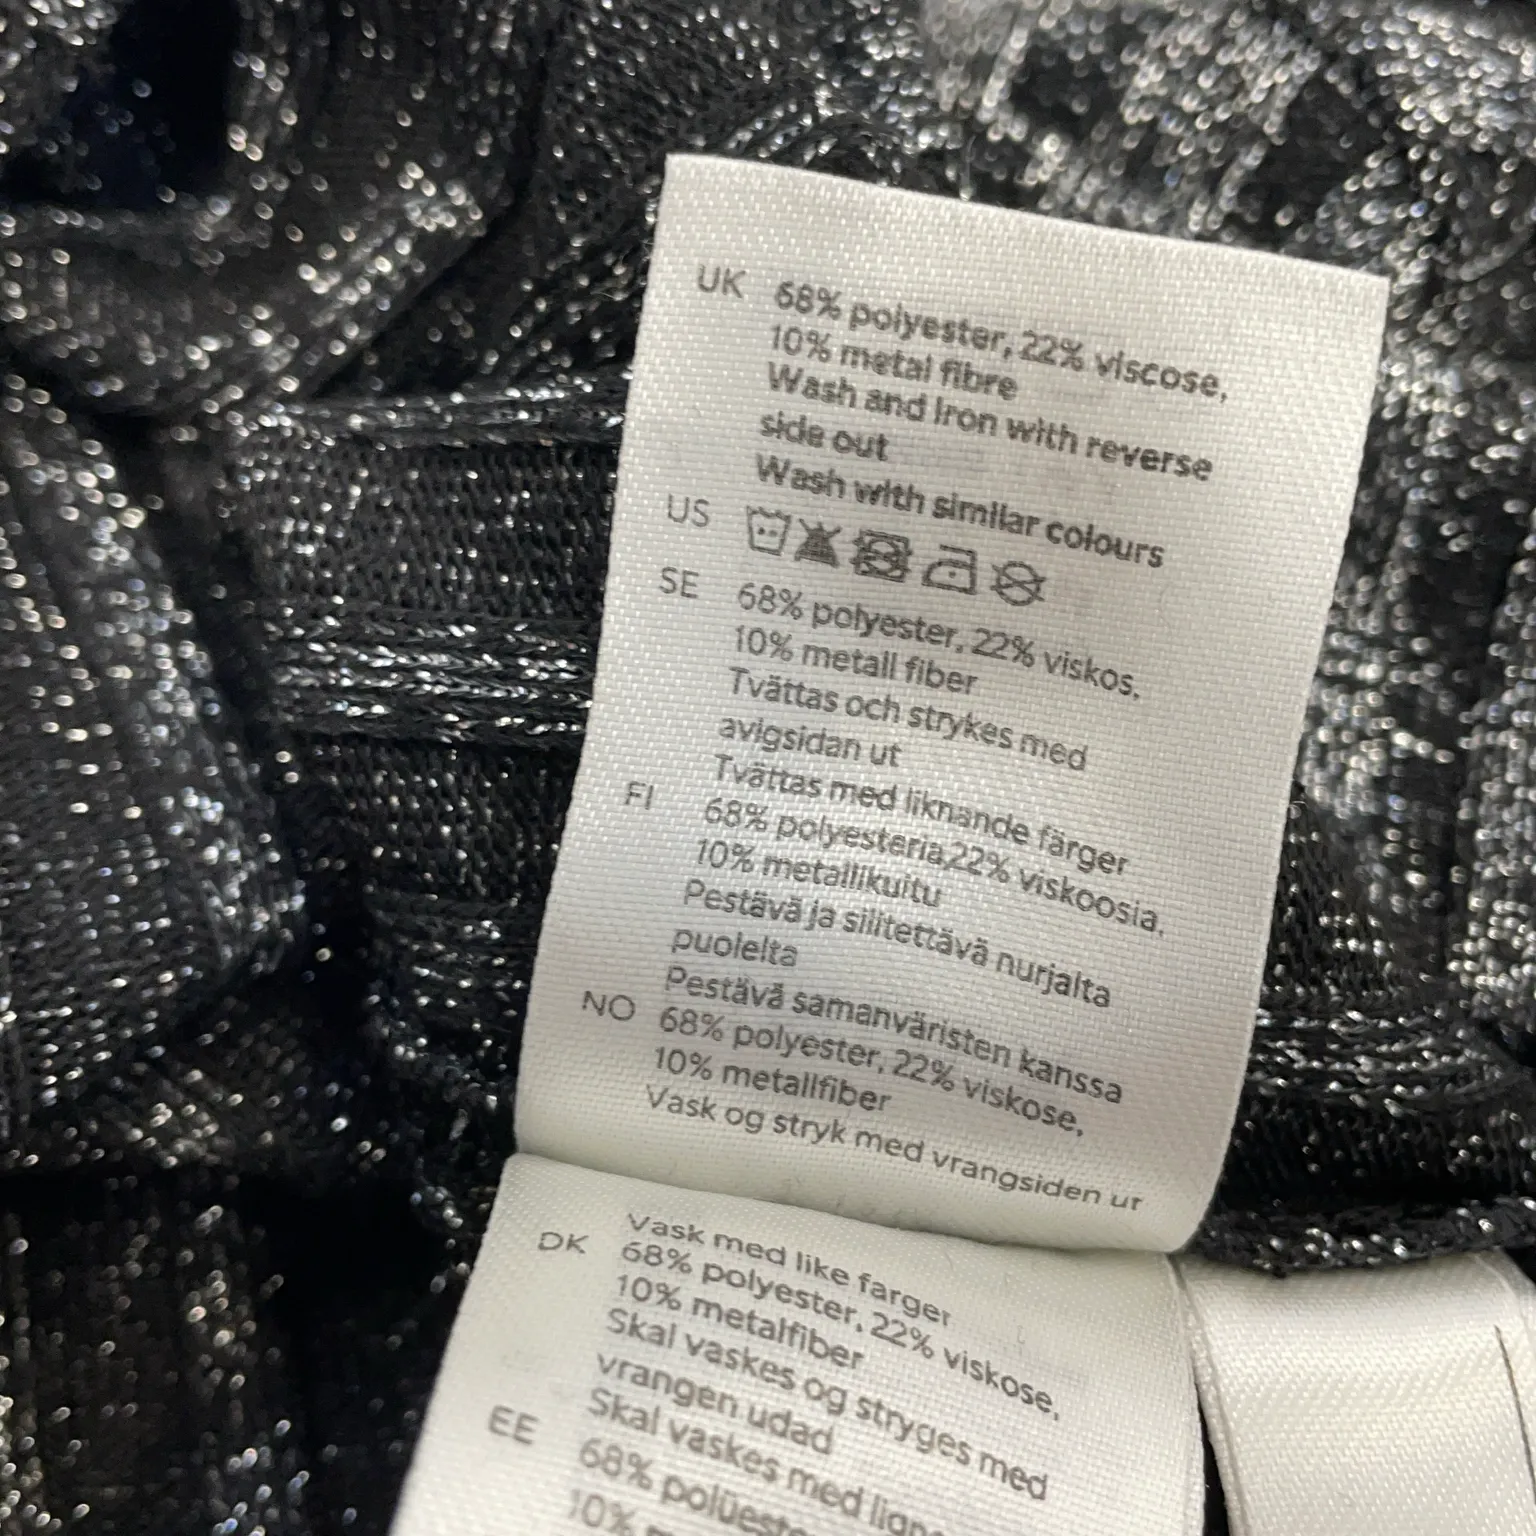 UK 68% polyester, 22% viscose,
10% metal fibre
Wash and Iron with reverse
side out
Wash with similar colours
US
SE 68% polyester, 22% viskos,
10% metall fiber
Tvättas och strykes med
avigsidan ut
Tvättas med liknande färger
FI 68% polyesteria,22% viskoosia,
10% metallikuitu
Pestävä ja silitettävä nurjalta
puolelta
Pestävä samanväristen kanssa
NO 68% polyester, 22% viskose,
10% metallfiber
Vask og stryk med vrangsiden ut
Vask med like farger
DK 68% polyester, 22% viskose,
10% metalfiber
Skal vaskes og stryges med
vrangen udad
Skal vaskes med
EE 68%
10%